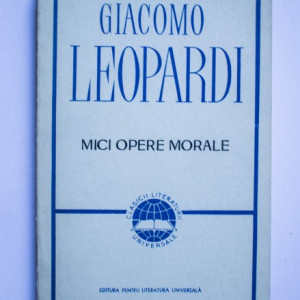 GIACOMO
LEOPARDI
MICI OPERE MORALE
CLASICII LITERATURII
UNIVERSALE
EDITURA PENTRU LITERATURA UNIVERSALĂ